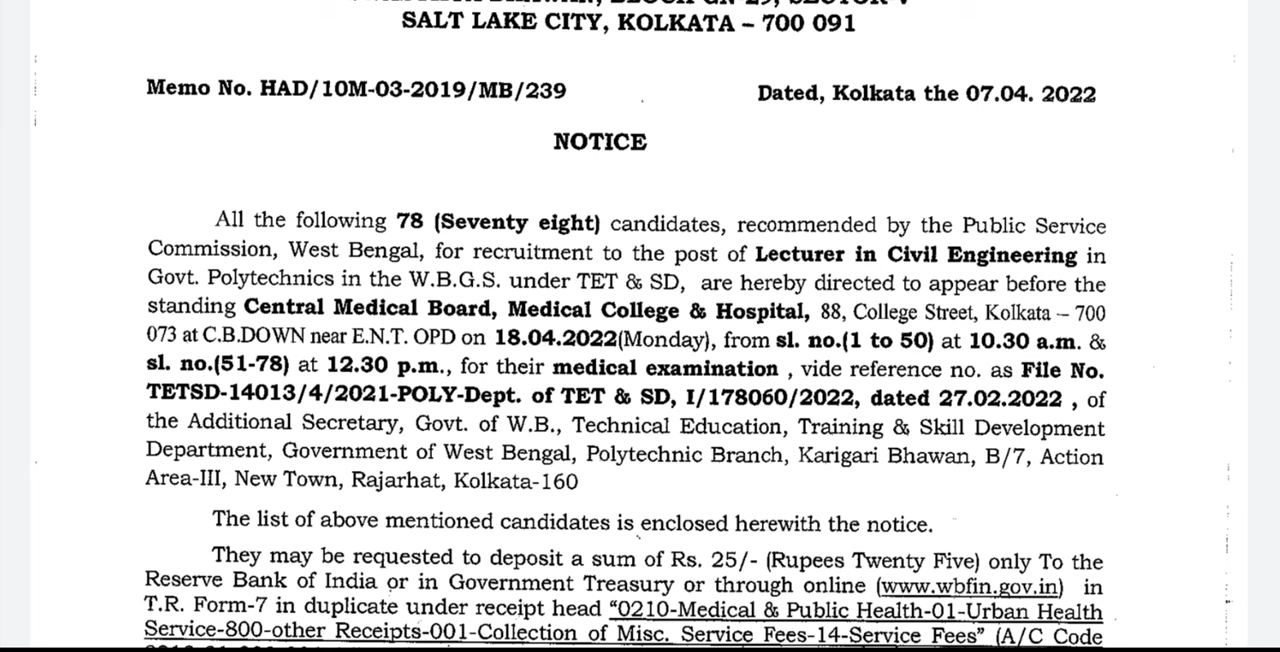 SALT LAKE CITY, KOLKATA – 700 091
Memo No. HAD/10M-03-2019/MB/239
Dated, Kolkata the 07.04. 2022
NOTICE
All the following 78 (Seventy eight) candidates, recommended by the Public Service
Commission, West Bengal, for recruitment to the post of Lecturer in Civil Engineering in
Govt. Polytechnics in the W.B.G.S. under TET & SD, are hereby directed to appear before the
standing Central Medical Board, Medical College & Hospital, 88, College Street, Kolkata – 700
073 at C.B.DOWN near E.N.T. OPD on 18.04.2022(Monday), from sl. no.(1 to 50) at 10.30 a.m. &
sl. no.(51-78) at 12.30 p.m., for their medical examination , vide reference no. as File No.
TETSD-14013/4/2021-POLY-Dept. of TET & SD, I/178060/2022, dated 27.02.2022 , of
the Additional Secretary, Govt. of W.B., Technical Education, Training & Skill Development
Department, Government of West Bengal, Polytechnic Branch, Karigari Bhawan, B/7, Action
Area-III, New Town, Rajarhat, Kolkata-160
The list of above mentioned candidates is enclosed herewith the notice.
They may be requested to deposit a sum of Rs. 25/- (Rupees Twenty Five) only To the
Reserve Bank of India or in Government Treasury or through online (www.wbfin.gov.in) in
T.R. Form-7 in duplicate under receipt head “0210-Medical & Public Health-01-Urban Health
Service-800-other Receipts-001-Collection of Misc. Service Fees-14-Service Fees” (A/C Code